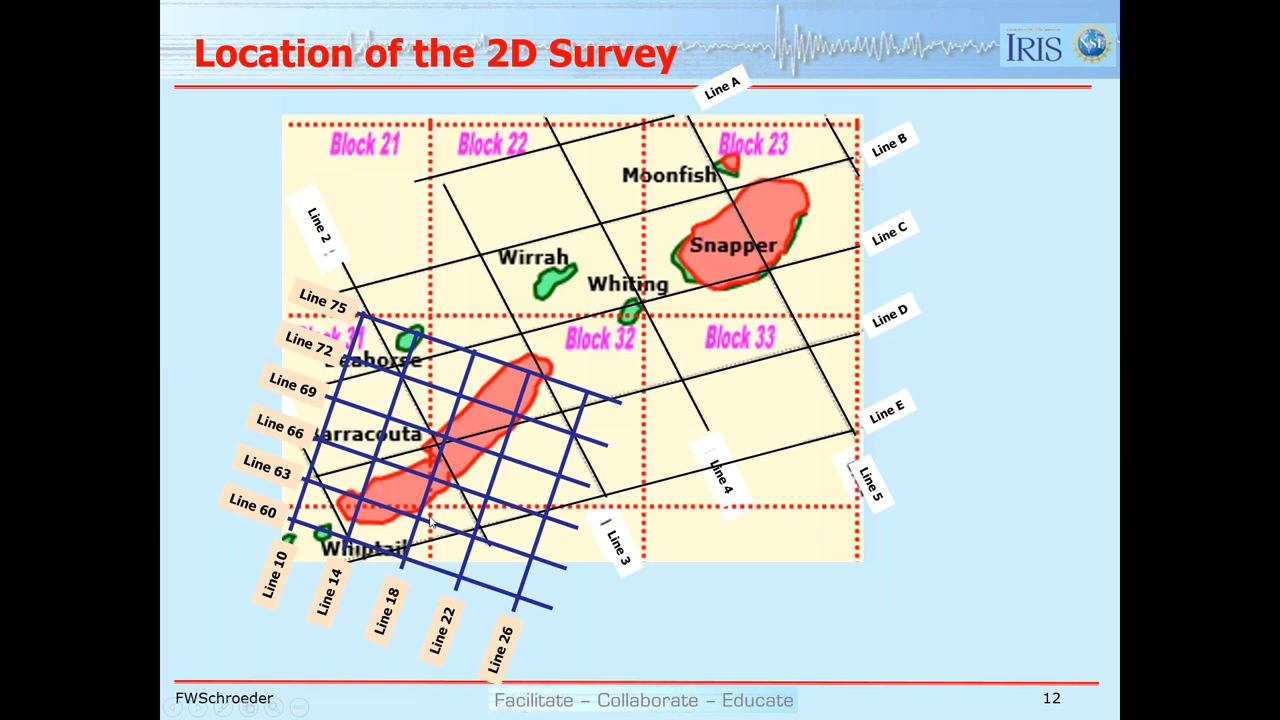 Location of the 2D Survey
IRIS
NSF
Line A
Block 21
Block 22
Block 23
Line B
Moonfish
Line 2
Line C
Snapper
Wirrah
Whiting
Line 75
Line D
Block 32
Block 33
Line 72
eahorse
Line 69
Line E
Line 66
arracouta
Line 63
Line 4
Line 5
Line 60
Line 3
Whiptail
Line 10
Line 14
Line 18
Line 22
Line 26
FWSchroeder
Facilitate – Collaborate – Educate
12